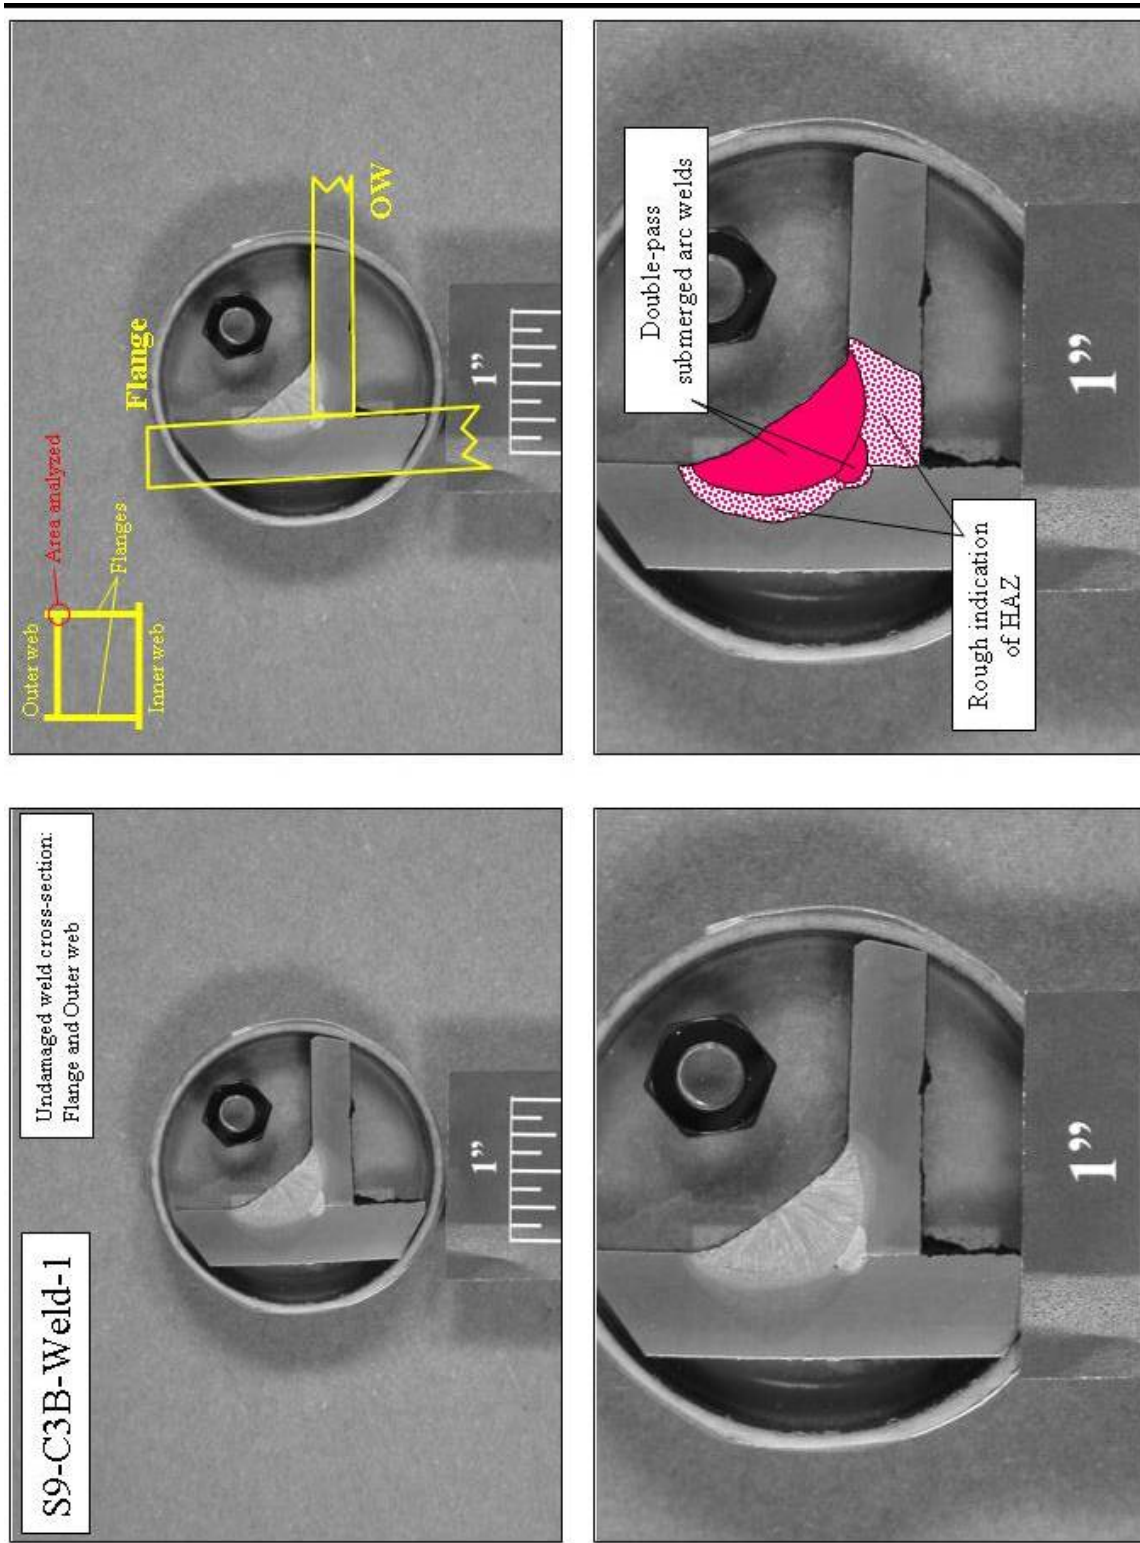 S9-C3B-Weld-1
Undamaged weld cross-section:
Flange and Outer web
1”
Outer web
Area analyzed
Flanges
Inner web
Flange
OW
1”
1”
Double-pass
submerged arc welds
Rough indication
of HAZ
1”